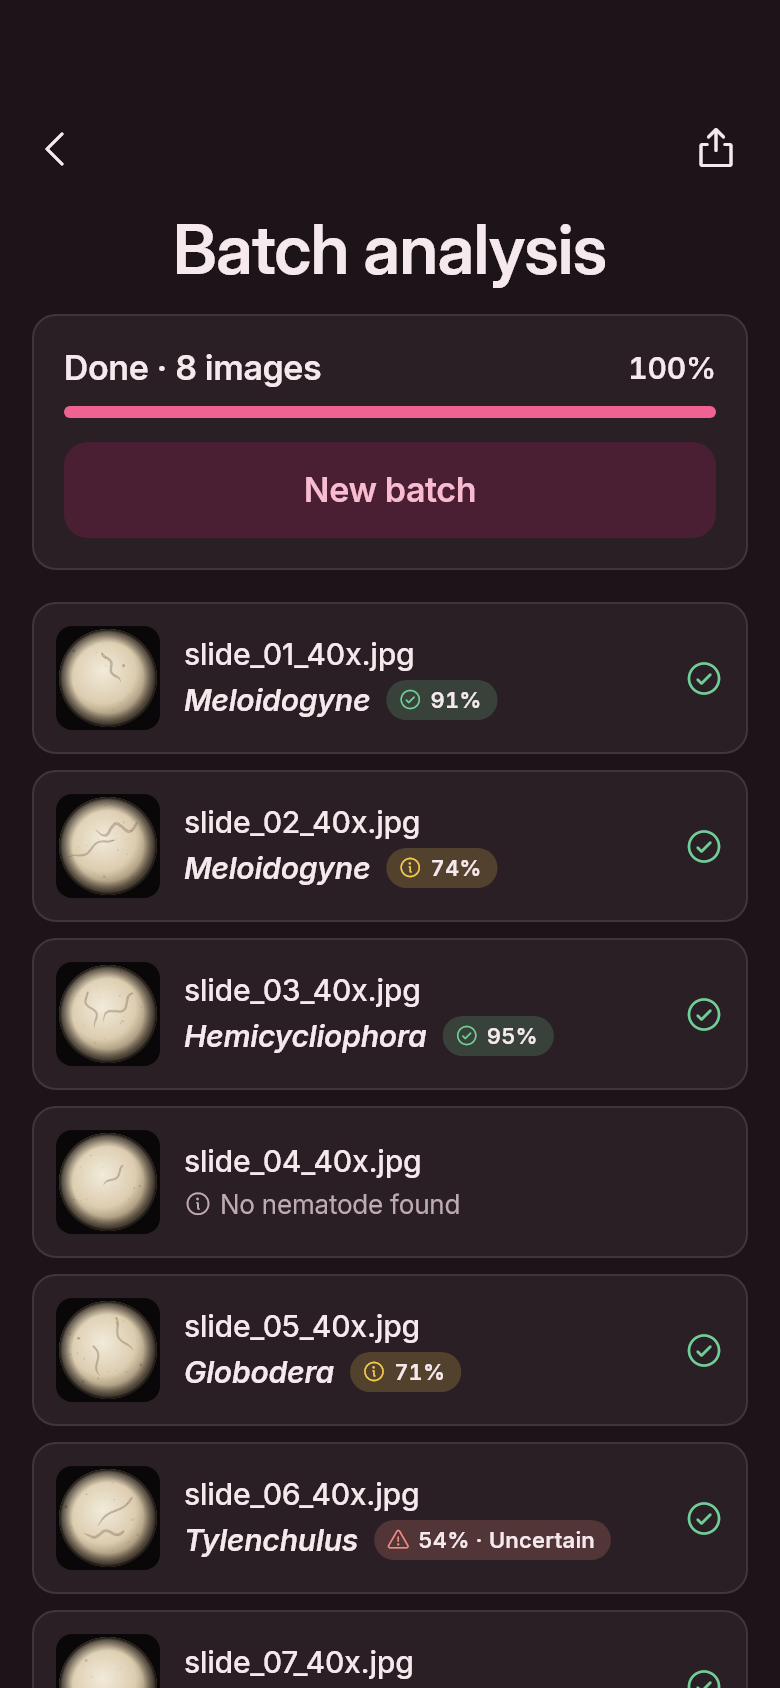 Batch analysis
Done · 8 images 100%
New batch
slide_01_40x.jpg
Meloidogyne 91%
slide_02_40x.jpg
Meloidogyne 74%
slide_03_40x.jpg
Hemicycliophora 95%
slide_04_40x.jpg
No nematode found
slide_05_40x.jpg
Globodera 71%
slide_06_40x.jpg
Tylenchulus 54% · Uncertain
slide_07_40x.jpg